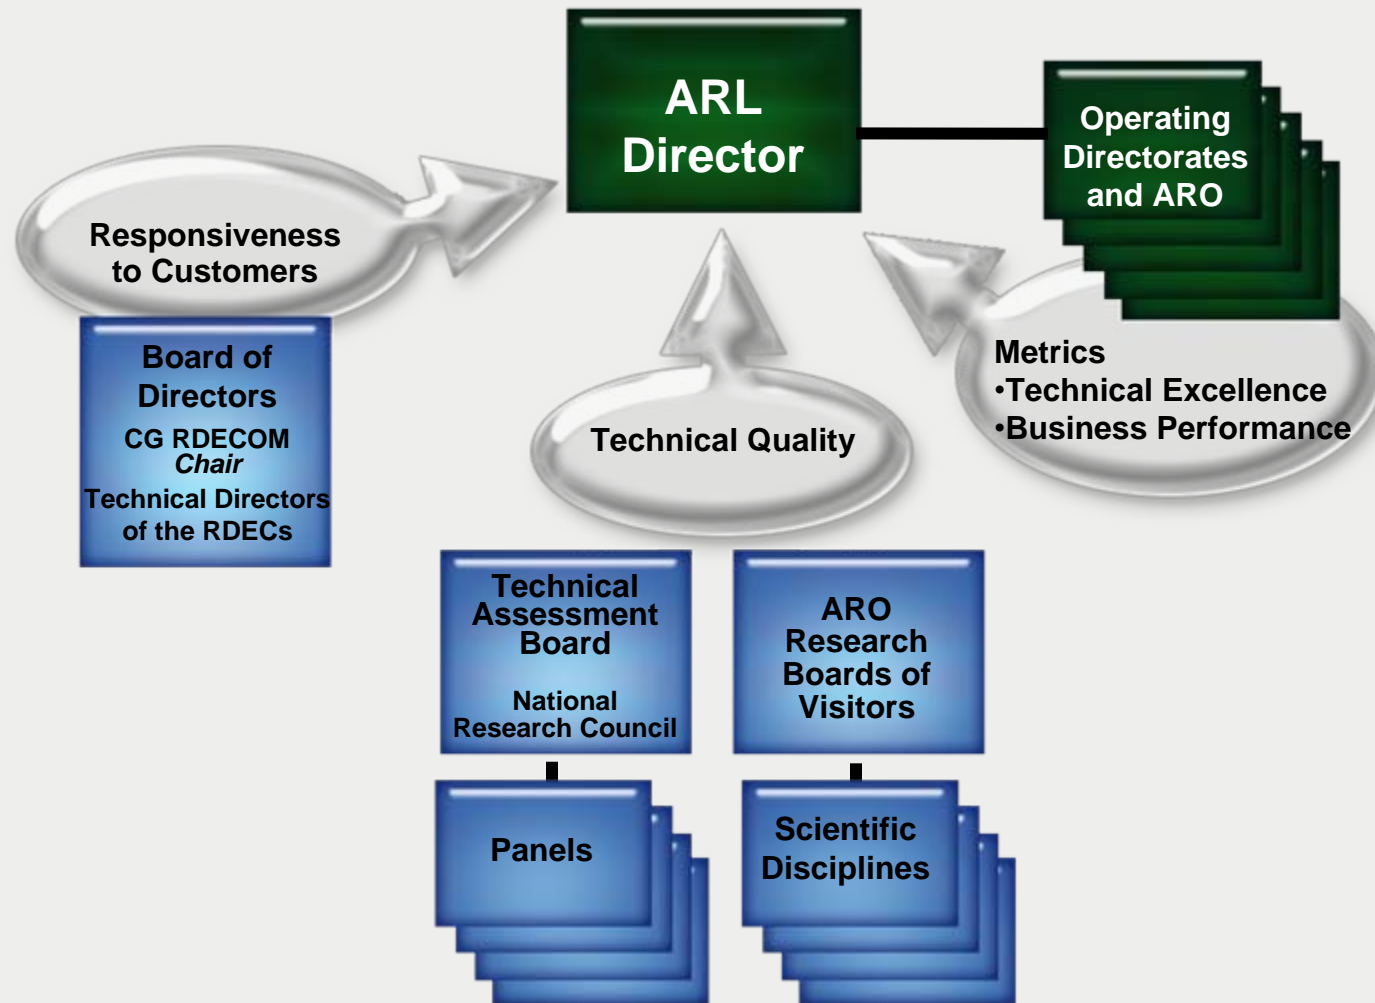 ARL
Director
Operating
Directorates
and ARO
Responsiveness
to Customers
Board of
Directors
CG RDECOM
Chair
Technical Directors
of the RDECs
Technical Quality
Metrics
•Technical Excellence
•Business Performance
Technical
Assessment
Board
National
Research Council
ARO
Research
Boards of
Visitors
Panels
Scientific
Disciplines